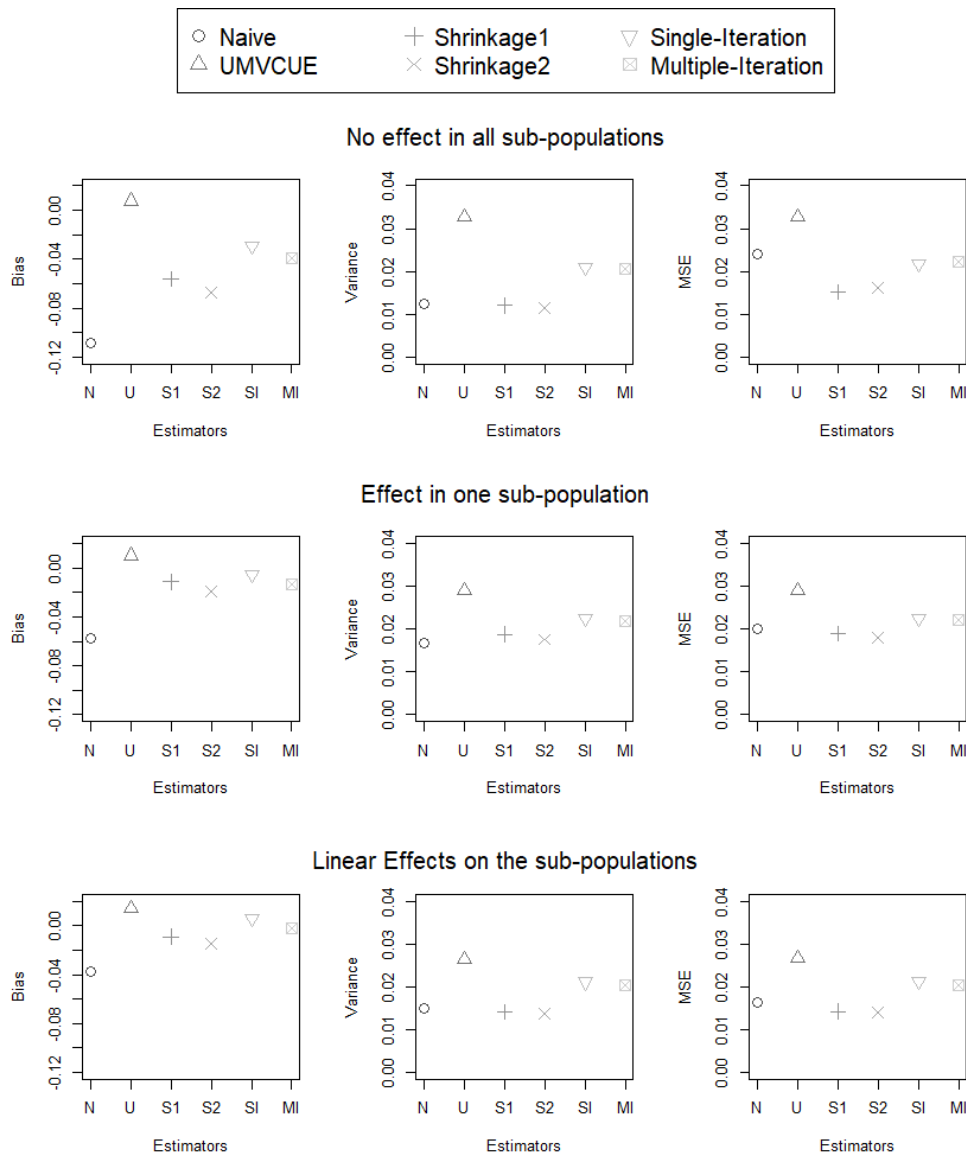 Naive Shrinkage1 Single-Iteration
UMVCUE Shrinkage2 Multiple-Iteration
No effect in all sub-populations
Bias
0.00
-0.04
-0.08
-0.12
N U S1 S2 SI MI
Estimators
Variance
0.04
0.03
0.02
0.01
0.00
N U S1 S2 SI MI
Estimators
MSE
0.04
0.03
0.02
0.01
0.00
N U S1 S2 SI MI
Estimators
Effect in one sub-population
Bias
0.00
-0.04
-0.08
-0.12
N U S1 S2 SI MI
Estimators
Variance
0.04
0.03
0.02
0.01
0.00
N U S1 S2 SI MI
Estimators
MSE
0.04
0.03
0.02
0.01
0.00
N U S1 S2 SI MI
Estimators
Linear Effects on the sub-populations
Bias
0.00
-0.04
-0.08
-0.12
N U S1 S2 SI MI
Estimators
Variance
0.04
0.03
0.02
0.01
0.00
N U S1 S2 SI MI
Estimators
MSE
0.04
0.03
0.02
0.01
0.00
N U S1 S2 SI MI
Estimators